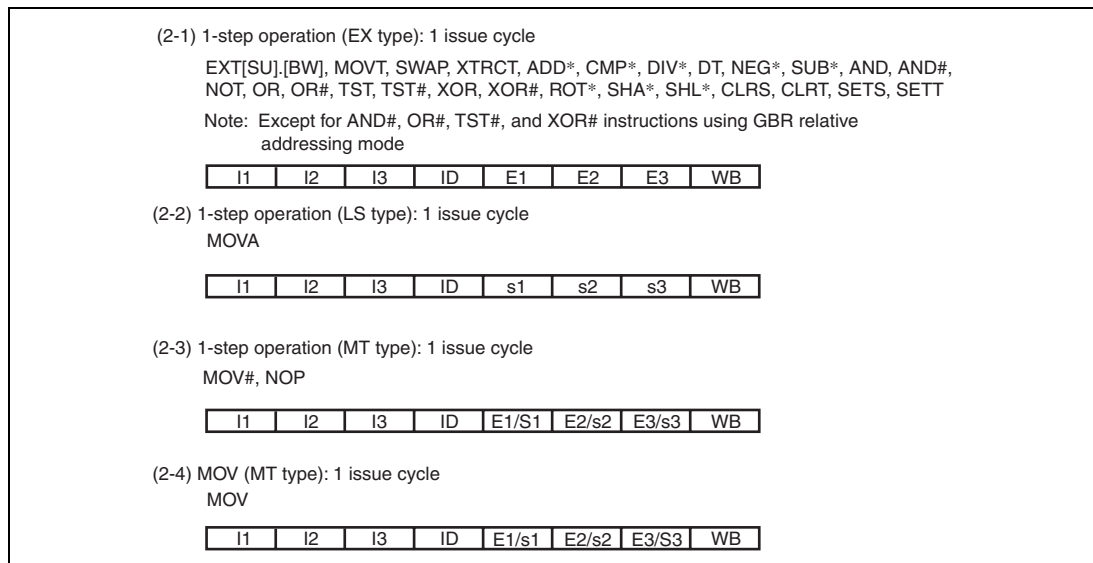 (2-1) 1-step operation (EX type): 1 issue cycle
EXT[SU].[BW], MOVT, SWAP, XTRCT, ADD*, CMP*, DIV*, DT, NEG*, SUB*, AND, AND#,
NOT, OR, OR#, TST, TST#, XOR, XOR#, ROT*, SHA*, SHL*, CLRS, CLRT, SETS, SETT
Note: Except for AND#, OR#, TST#, and XOR# instructions using GBR relative
addressing mode
I1 I2 I3 ID E1 E2 E3 WB
(2-2) 1-step operation (LS type): 1 issue cycle
MOVA
I1 I2 I3 ID s1 s2 s3 WB
(2-3) 1-step operation (MT type): 1 issue cycle
MOV#, NOP
I1 I2 I3 ID E1/S1 E2/s2 E3/s3 WB
(2-4) MOV (MT type): 1 issue cycle
MOV
I1 I2 I3 ID E1/s1 E2/s2 E3/S3 WB